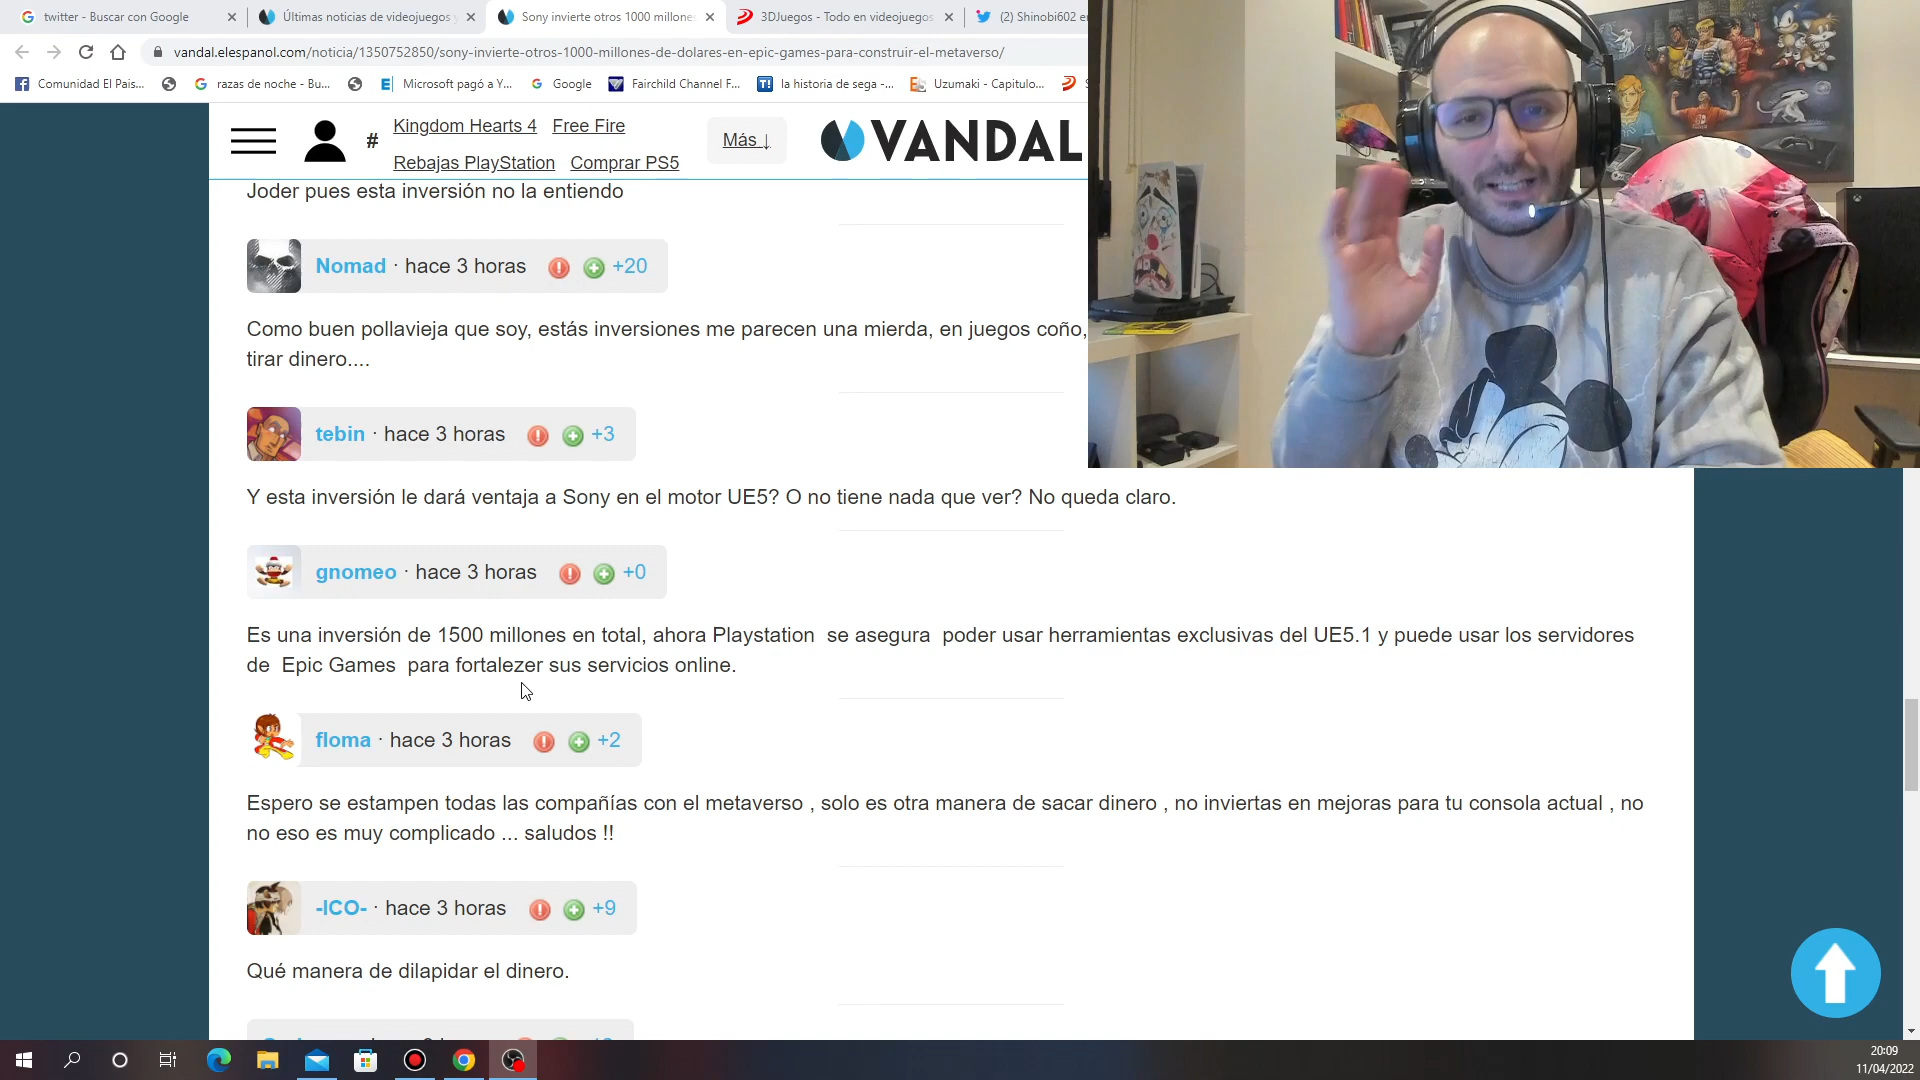 twitter - Buscar con Google
Últimas noticias de videojuegos y
Sony invierte otros 1000 millones
3DJuegos - Todo en videojuegos
(2) Shinobi602 en
vandal.elespanol.com/noticia/1350752850/sony-invierte-otros-1000-millones-de-dolares-en-epic-games-para-construir-el-metaverso/
Comunidad El Pais...
razas de noche - Bu...
Microsoft pagó a Y...
Google
Fairchild Channel F...
la historia de sega -...
Uzumaki - Capitulo...
# Kingdom Hearts 4 Free Fire
Rebajas PlayStation Comprar PS5
Más ↓
VANDAL
Joder pues esta inversión no la entiendo
Nomad · hace 3 horas +20
Como buen pollavieja que soy, estás inversiones me parecen una mierda, en juegos coño,
tirar dinero....
tebin · hace 3 horas +3
Y esta inversión le dará ventaja a Sony en el motor UE5? O no tiene nada que ver? No queda claro.
gnomeo · hace 3 horas +0
Es una inversión de 1500 millones en total, ahora Playstation se asegura poder usar herramientas exclusivas del UE5.1 y puede usar los servidores
de Epic Games para fortalezer sus servicios online.
floma · hace 3 horas +2
Espero se estampen todas las compañías con el metaverso , solo es otra manera de sacar dinero , no inviertas en mejoras para tu consola actual , no
no eso es muy complicado ... saludos !!
-ICO- · hace 3 horas +9
Qué manera de dilapidar el dinero.
20:09
11/04/2022